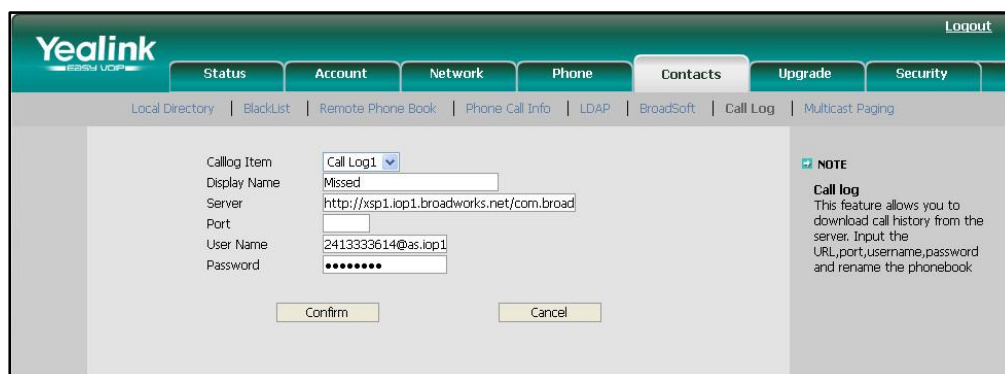 Logout
Yealink
EASY VOIP
Status Account Network Phone Contacts Upgrade Security
Local Directory | BlackList | Remote Phone Book | Phone Call Info | LDAP | BroadSoft | Call Log | Multicast Paging
Callog Item Call Log1
Display Name Missed
Server http://xsp1.iop1.broadworks.net/com.broad
Port
User Name 2413333614@as.iop1
Password ••••••••
Confirm Cancel
NOTE
Call log
This feature allows you to
download call history from the
server. Input the
URL,port,username,password
and rename the phonebook